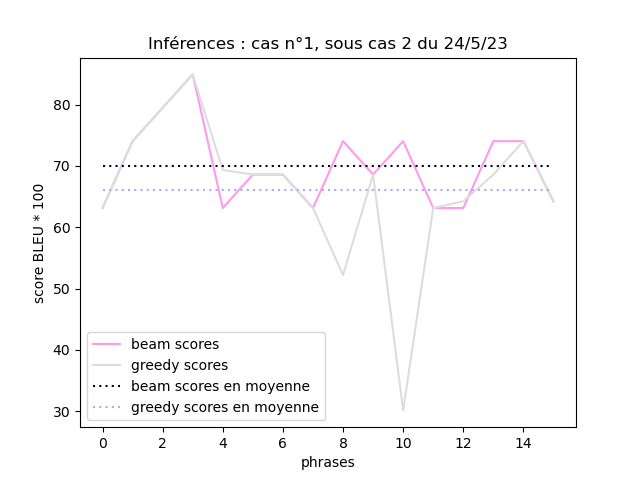 Inférences : cas n°1, sous cas 2 du 24/5/23
score BLEU * 100
80
70
60
50
40
30
beam scores
greedy scores
beam scores en moyenne
greedy scores en moyenne
0 2 4 6 8 10 12 14
phrases